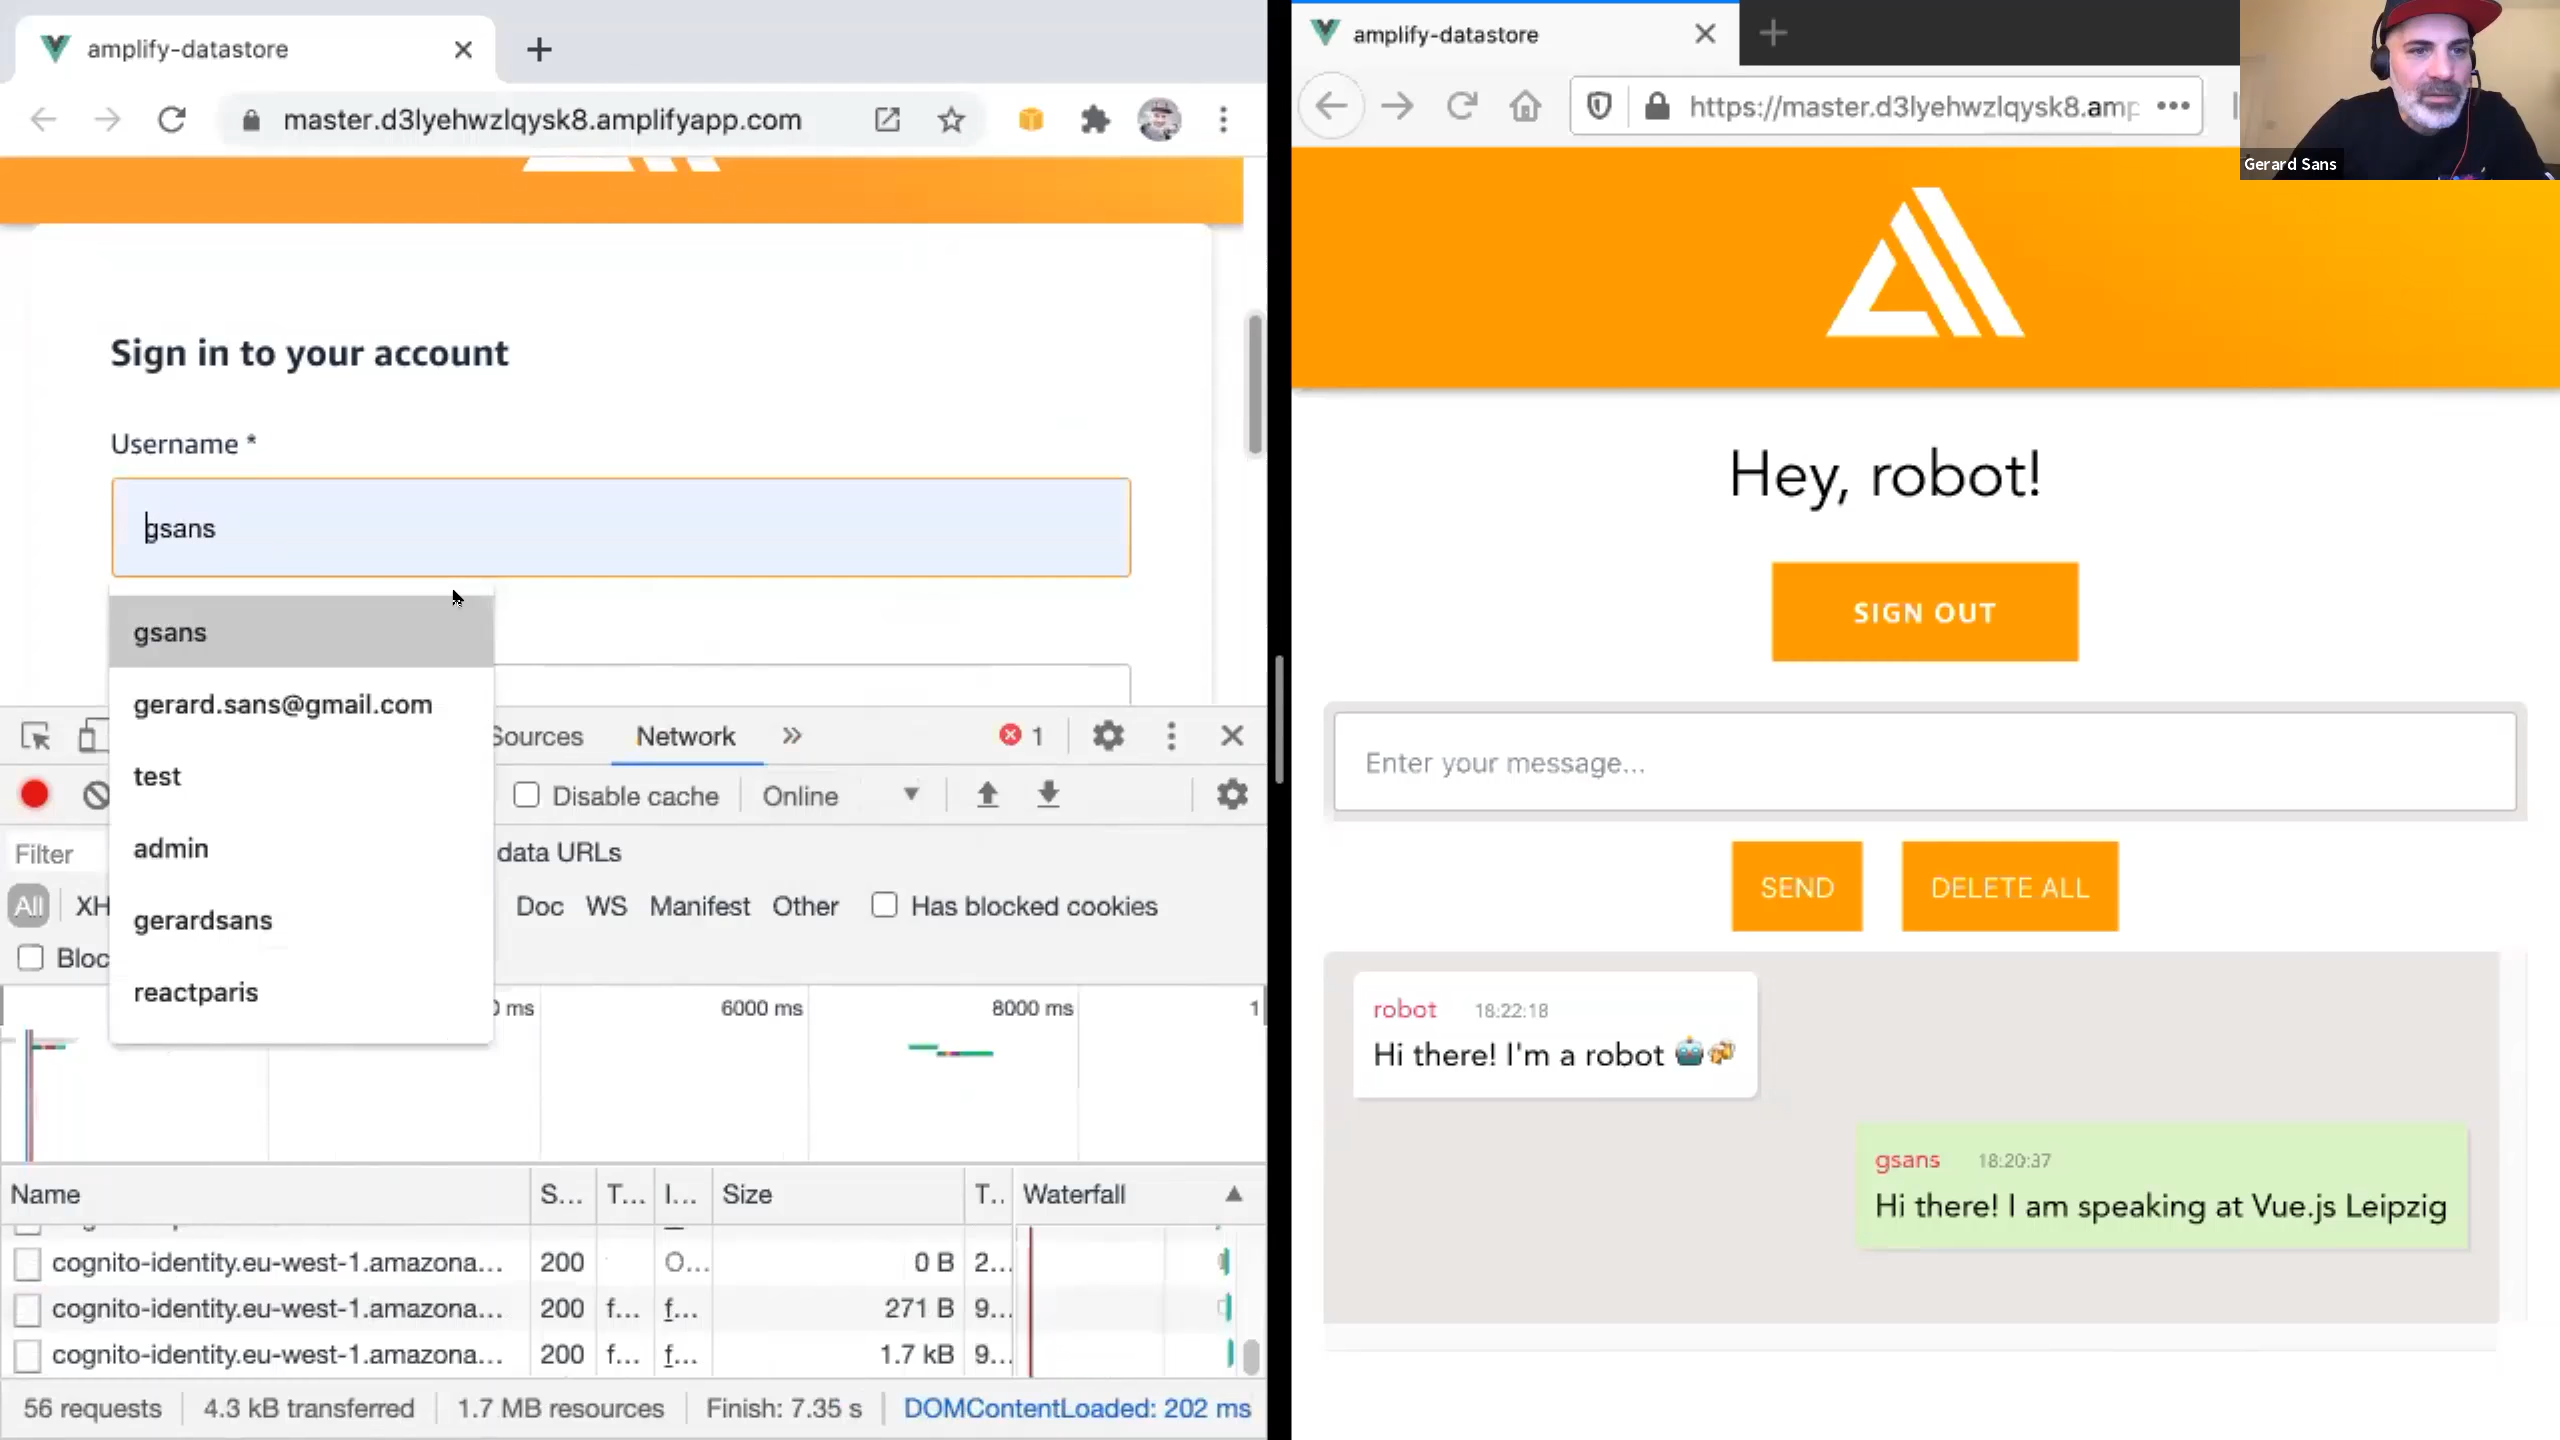 amplify-datastore
master.d3lyehwzlqysk8.amplifyapp.com
Sign in to your account
Username *
gsans
gsans
gerard.sans@gmail.com
test
admin
gerardsans
reactparis
Sources
Network
1
Disable cache
Online
Filter
data URLs
All
XH
Doc
WS
Manifest
Other
Has blocked cookies
Bloc
0 ms
6000 ms
8000 ms
1
Name
S...
T...
I...
Size
T..
Waterfall
cognito-identity.eu-west-1.amazona...
200
O...
0 B
2...
cognito-identity.eu-west-1.amazona...
200
f...
f...
271 B
9...
cognito-identity.eu-west-1.amazona...
200
f...
f...
1.7 kB
9...
56 requests
4.3 kB transferred
1.7 MB resources
Finish: 7.35 s
DOMContentLoaded: 202 ms
amplify-datastore
https://master.d3lyehwzlqysk8.amp
Gerard Sans
Hey, robot!
SIGN OUT
Enter your message...
SEND
DELETE ALL
robot 18:22:18
Hi there! I'm a robot 🤖🍻
gsans 18:20:37
Hi there! I am speaking at Vue.js Leipzig